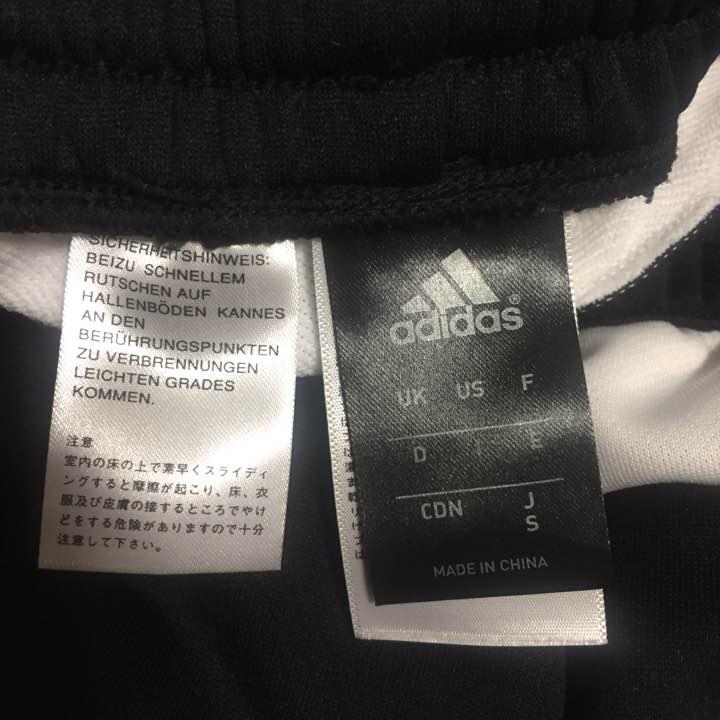 SICHERHEITSHINWEIS:
BEIZU SCHNELLEM
RUTSCHEN AUF
HALLENBÖDEN KANNES
AN DEN
BERÜHRUNGSPUNKTEN
ZU VERBRENNUNGEN
LEICHTEN GRADES
KOMMEN.
注意
室内の床の上で素早くスライディ
ングすると摩擦が起こり、床、衣
服及び皮膚の接するところでやけ
どをする危険がありますので十分
注意して下さい。
adidas®
UK US F
D I E
CDN J
S
MADE IN CHINA